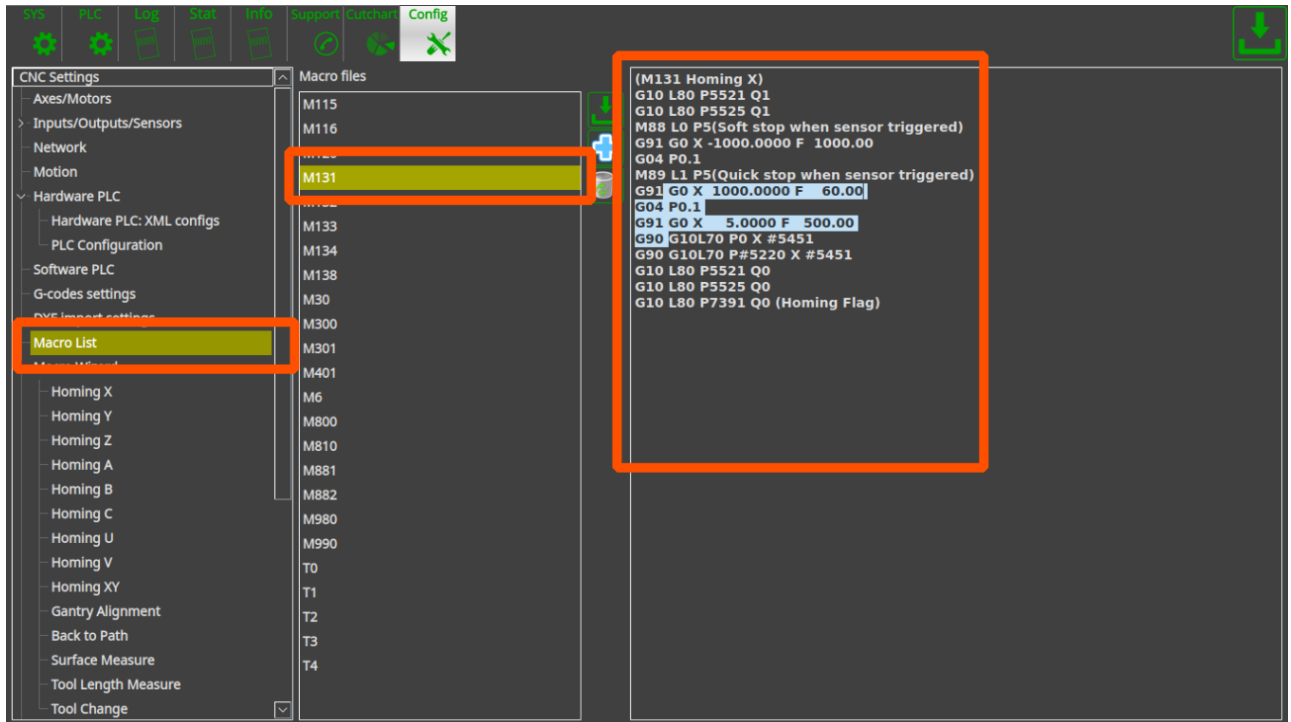 SYS PLC Log Stat Info Support Cutchart Config
CNC Settings
Axes/Motors
Inputs/Outputs/Sensors
Network
Motion
Hardware PLC
Hardware PLC: XML configs
PLC Configuration
Software PLC
G-codes settings
DXF import settings
Macro List
Macro Wizard
Homing X
Homing Y
Homing Z
Homing A
Homing B
Homing C
Homing U
Homing V
Homing XY
Gantry Alignment
Back to Path
Surface Measure
Tool Length Measure
Tool Change
Macro files
M115
M116
M131
M133
M134
M138
M30
M300
M301
M401
M6
M800
M810
M881
M882
M980
M990
T0
T1
T2
T3
T4
(M131 Homing X)
G10 L80 P5521 Q1
G10 L80 P5525 Q1
M88 L0 P5(Soft stop when sensor triggered)
G91 G0 X -1000.0000 F 1000.00
G04 P0.1
M89 L1 P5(Quick stop when sensor triggered)
G91 G0 X 1000.0000 F 60.00
G04 P0.1
G91 G0 X 5.0000 F 500.00
G90 G10L70 P0 X #5451
G90 G10L70 P#5220 X #5451
G10 L80 P5521 Q0
G10 L80 P5525 Q0
G10 L80 P7391 Q0 (Homing Flag)